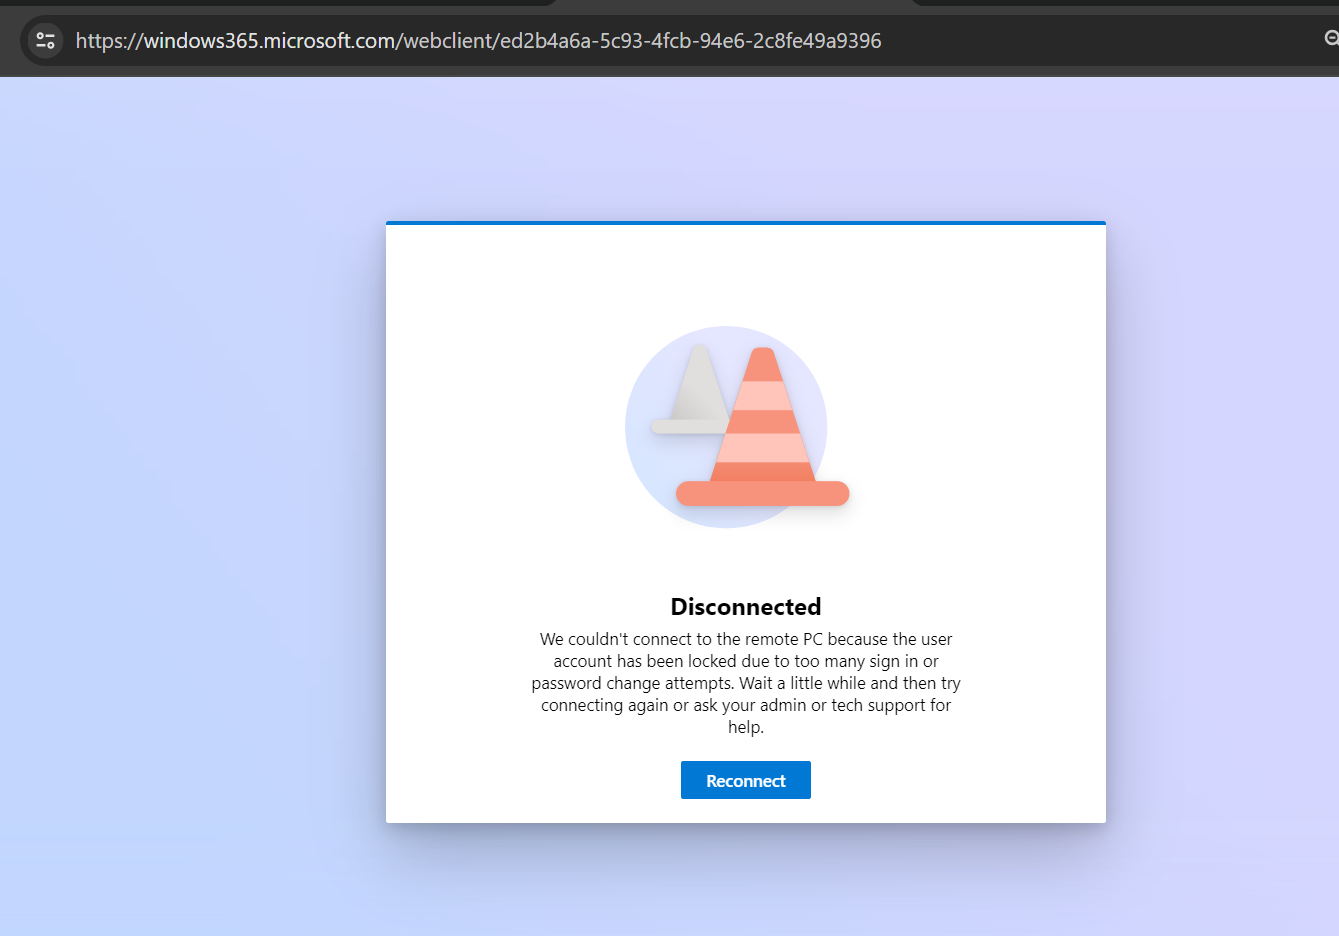 https://windows365.microsoft.com/webclient/ed2b4a6a-5c93-4fcb-94e6-2c8fe49a9396
Disconnected
We couldn't connect to the remote PC because the user
account has been locked due to too many sign in or
password change attempts. Wait a little while and then try
connecting again or ask your admin or tech support for
help.
Reconnect